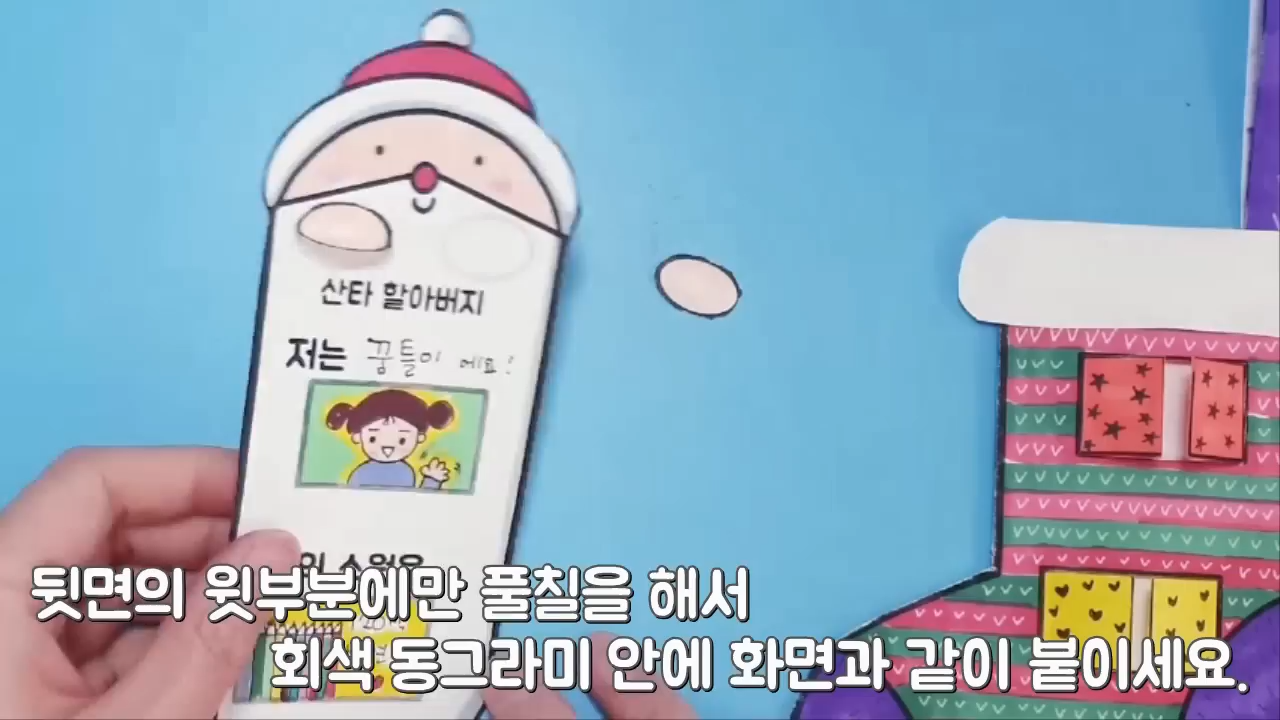 산타 할아버지
저는 꿈틀이 에요!
뒷면의 윗부분에만 풀칠을 해서
회색 동그라미 안에 화면과 같이 붙이세요.